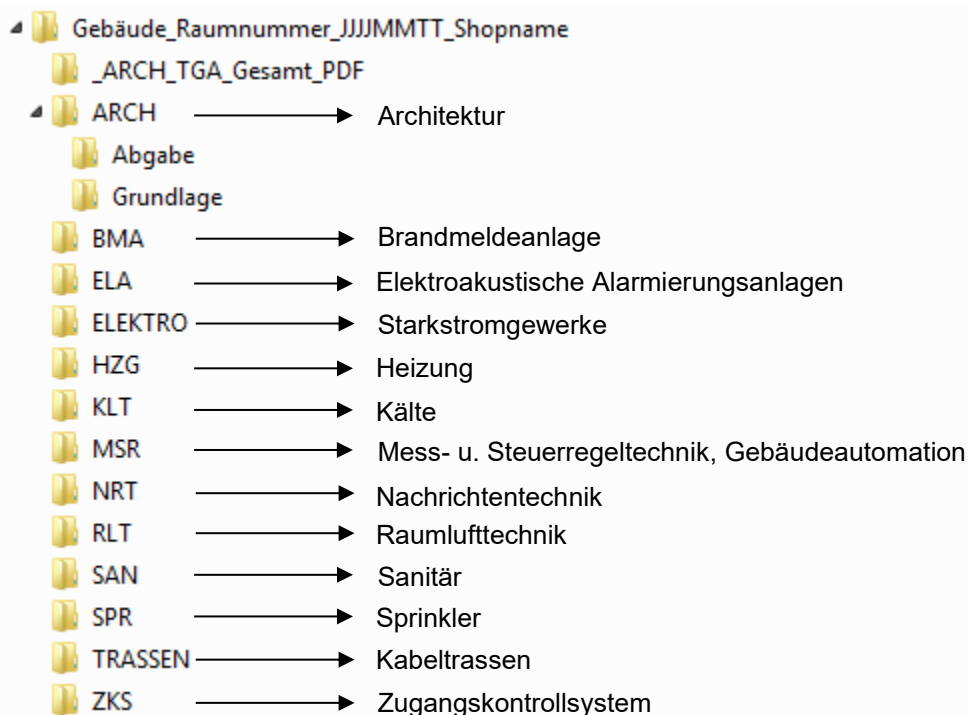 Gebäude_Raumnummer_JJJJMMTT_Shopname
_ARCH_TGA_Gesamt_PDF
ARCH Architektur
Abgabe
Grundlage
BMA Brandmeldeanlage
ELA Elektroakustische Alarmierungsanlagen
ELEKTRO Starkstromgewerke
HZG Heizung
KLT Kälte
MSR Mess- u. Steuerregeltechnik, Gebäudeautomation
NRT Nachrichtentechnik
RLT Raumlufttechnik
SAN Sanitär
SPR Sprinkler
TRASSEN Kabeltrassen
ZKS Zugangskontrollsystem